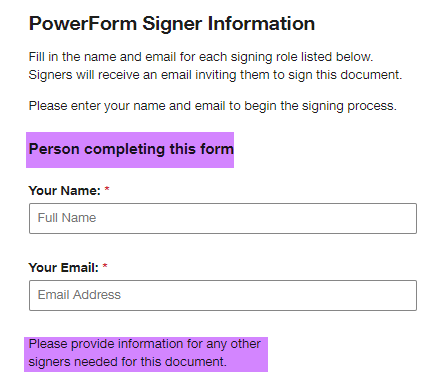 PowerForm Signer Information
Fill in the name and email for each signing role listed below.
Signers will receive an email inviting them to sign this document.
Please enter your name and email to begin the signing process.
Person completing this form
Your Name: *
Full Name
Your Email: *
Email Address
Please provide information for any other
signers needed for this document.